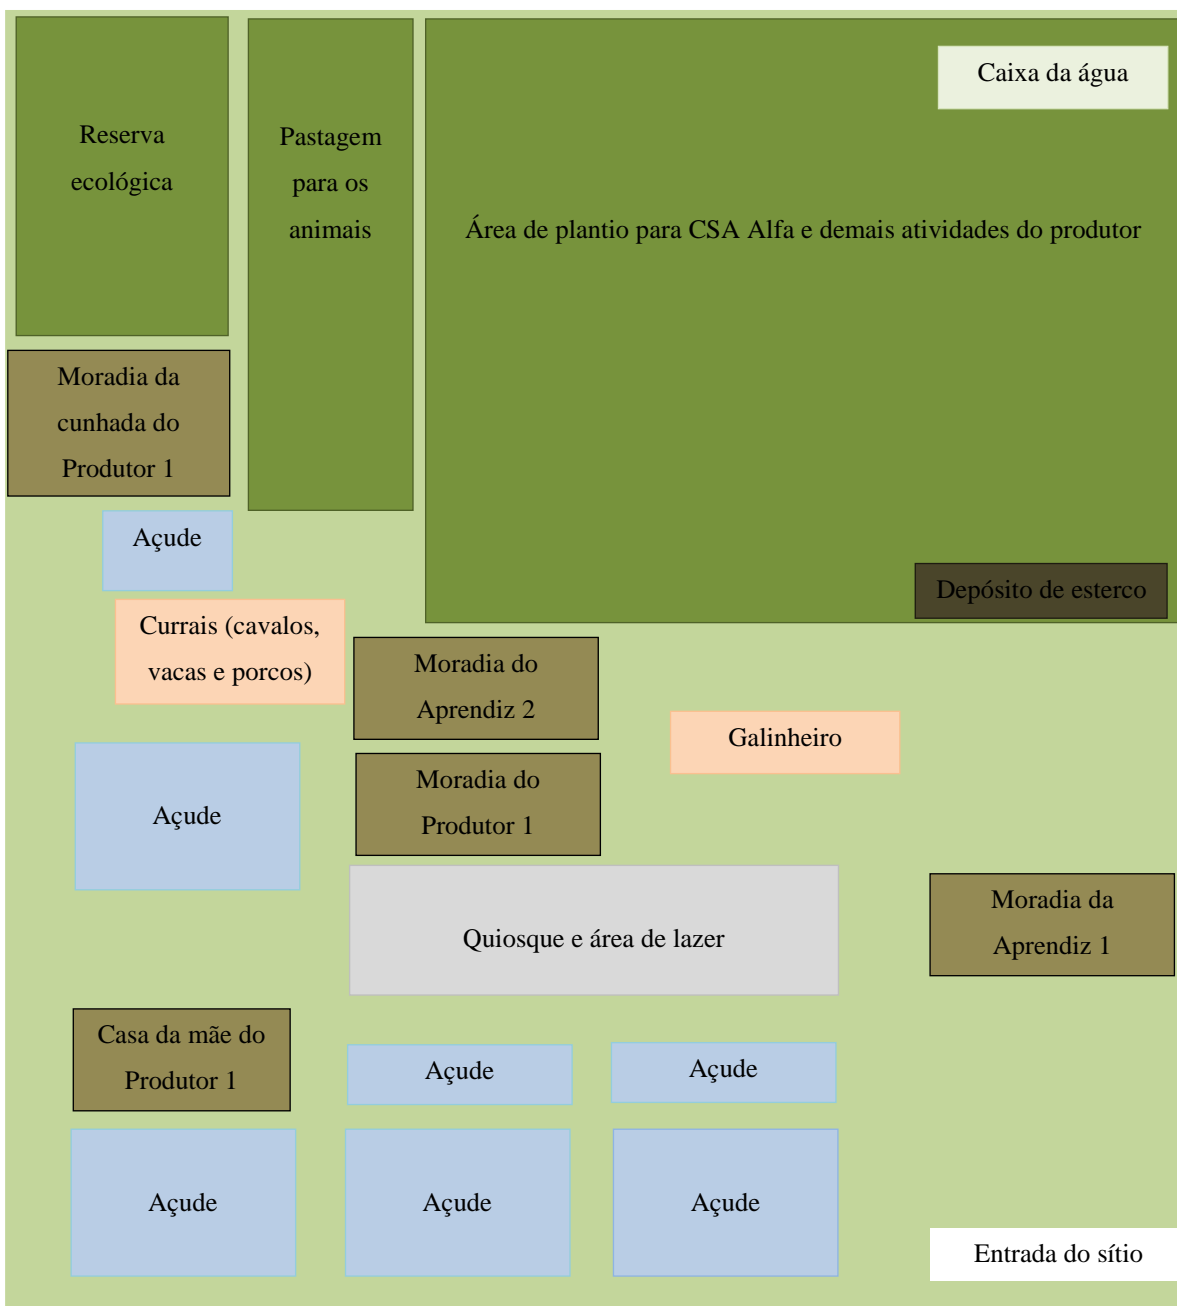 Caixa da água
Reserva
ecológica
Pastagem
para os
animais
Área de plantio para CSA Alfa e demais atividades do produtor
Moradia da
cunhada do
Produtor 1
Açude
Depósito de esterco
Currais (cavalos,
vacas e porcos)
Moradia do
Aprendiz 2
Galinheiro
Moradia do
Produtor 1
Açude
Quiosque e área de lazer
Moradia da
Aprendiz 1
Casa da mãe do
Produtor 1
Açude
Açude
Açude
Açude
Açude
Entrada do sítio